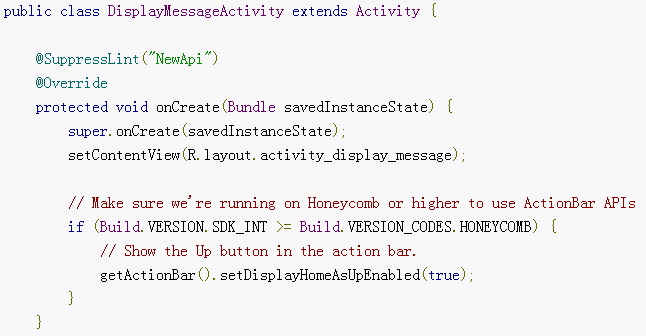 public class DisplayMessageActivity extends Activity {
@SuppressLint("NewApi")
@Override
protected void onCreate(Bundle savedInstanceState) {
super.onCreate(savedInstanceState);
setContentView(R.layout.activity_display_message);
// Make sure we're running on Honeycomb or higher to use ActionBar APIs
if (Build.VERSION.SDK_INT >= Build.VERSION_CODES.HONEYCOMB) {
// Show the Up button in the action bar.
getActionBar().setDisplayHomeAsUpEnabled(true);
}
}